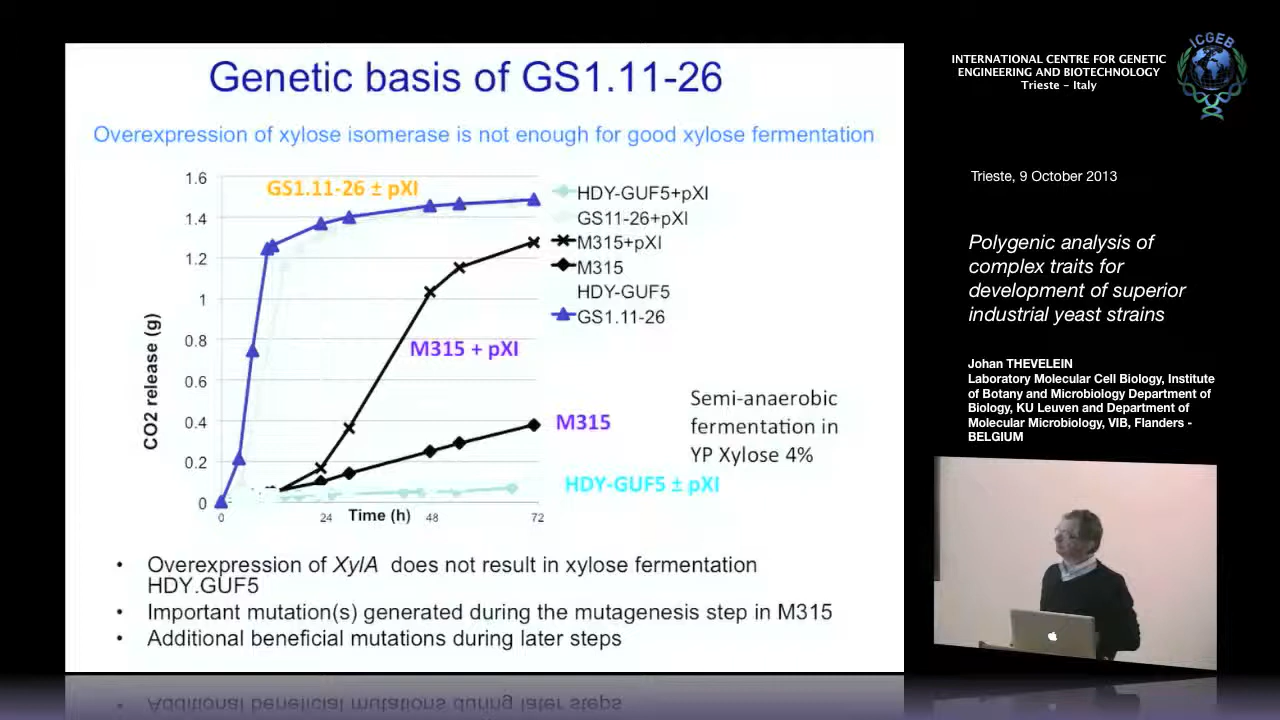 Genetic basis of GS1.11-26
Overexpression of xylose isomerase is not enough for good xylose fermentation
1.6
1.4
1.2
1
0.8
0.6
0.4
0.2
0
CO2 release (g)
0
24
Time (h)
48
72
GS1.11-26 ± pXI
M315 + pXI
M315
HDY-GUF5 ± pXI
HDY-GUF5+pXI
GS11-26+pXI
M315+pXI
M315
HDY-GUF5
GS1.11-26
Semi-anaerobic
fermentation in
YP Xylose 4%
• Overexpression of XylA does not result in xylose fermentation
HDY.GUF5
• Important mutation(s) generated during the mutagenesis step in M315
• Additional beneficial mutations during later steps
INTERNATIONAL CENTRE FOR GENETIC
ENGINEERING AND BIOTECHNOLOGY
Trieste - Italy
ICGEB
Trieste, 9 October 2013
Polygenic analysis of
complex traits for
development of superior
industrial yeast strains
Johan THEVELEIN
Laboratory Molecular Cell Biology, Institute
of Botany and Microbiology Department of
Biology, KU Leuven and Department of
Molecular Microbiology, VIB, Flanders -
BELGIUM